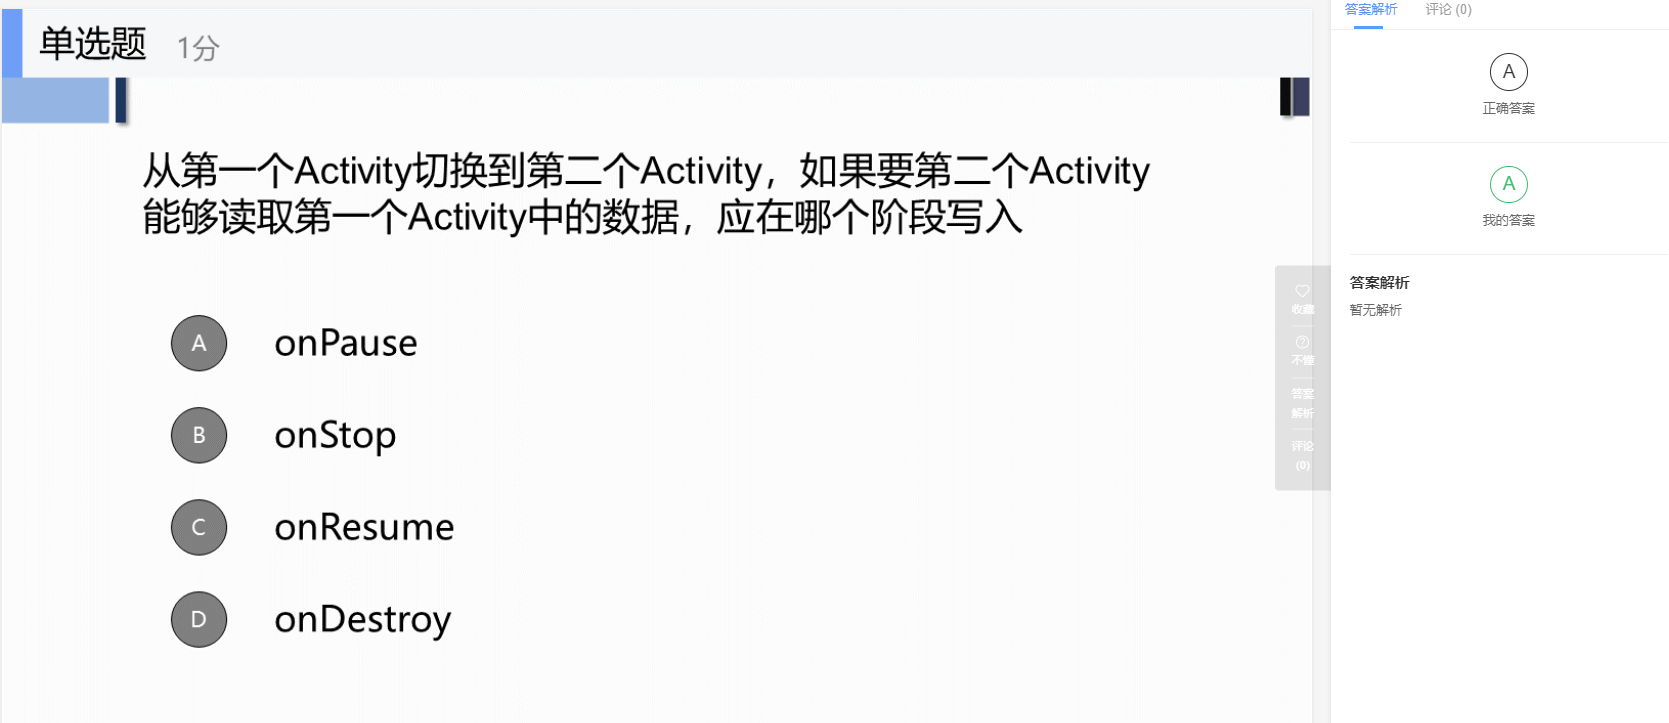 单选题 1分
从第一个Activity切换到第二个Activity，如果要第二个Activity
能够读取第一个Activity中的数据，应在哪个阶段写入
A onPause
B onStop
C onResume
D onDestroy
收藏
不懂
答案
解析
评论
(0)
答案解析 评论 (0)
A
正确答案
A
我的答案
答案解析
暂无解析